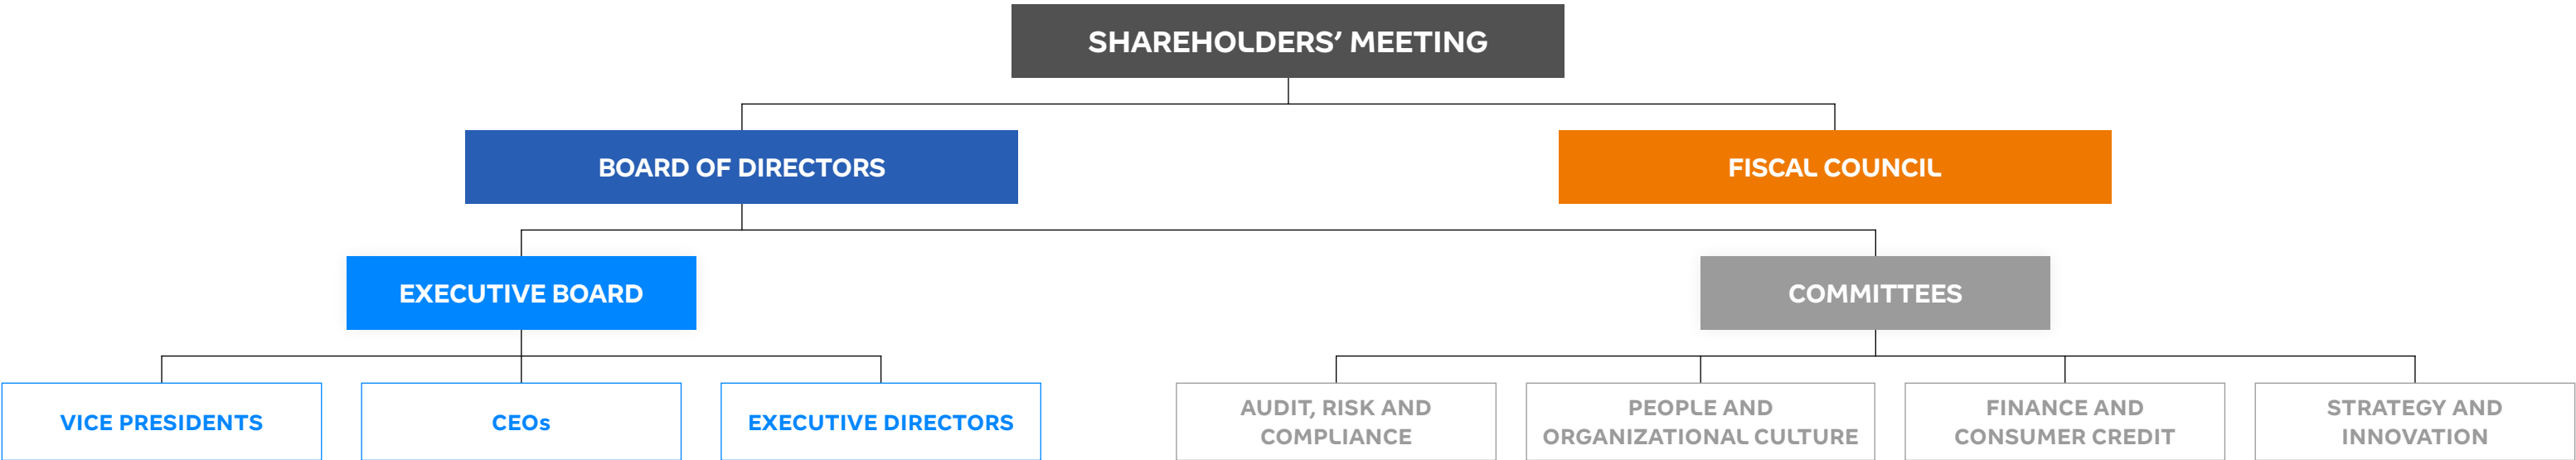 SHAREHOLDERS’ MEETING
BOARD OF DIRECTORS
FISCAL COUNCIL
EXECUTIVE BOARD
COMMITTEES
VICE PRESIDENTS
CEOs
EXECUTIVE DIRECTORS
AUDIT, RISK AND
COMPLIANCE
PEOPLE AND
ORGANIZATIONAL CULTURE
FINANCE AND
CONSUMER CREDIT
STRATEGY AND
INNOVATION